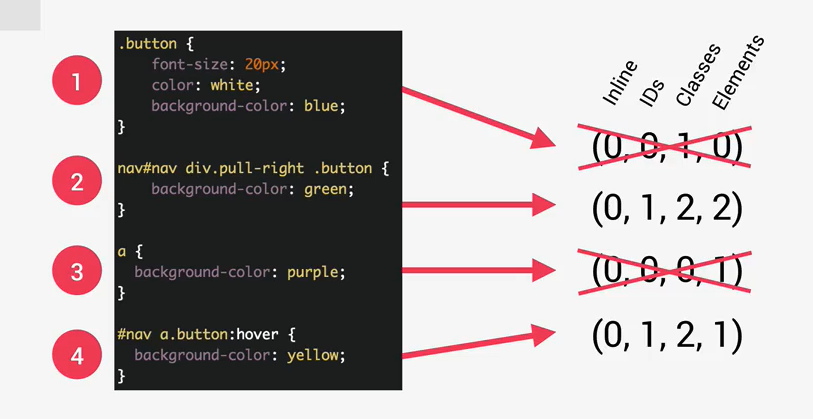 Inline IDs Classes Elements
1
.button {
font-size: 20px;
color: white;
background-color: blue;
}
(0, 0, 1, 0)
2
nav#nav div.pull-right .button {
background-color: green;
}
(0, 1, 2, 2)
3
a {
background-color: purple;
}
(0, 0, 0, 1)
4
#nav a.button:hover {
background-color: yellow;
}
(0, 1, 2, 1)